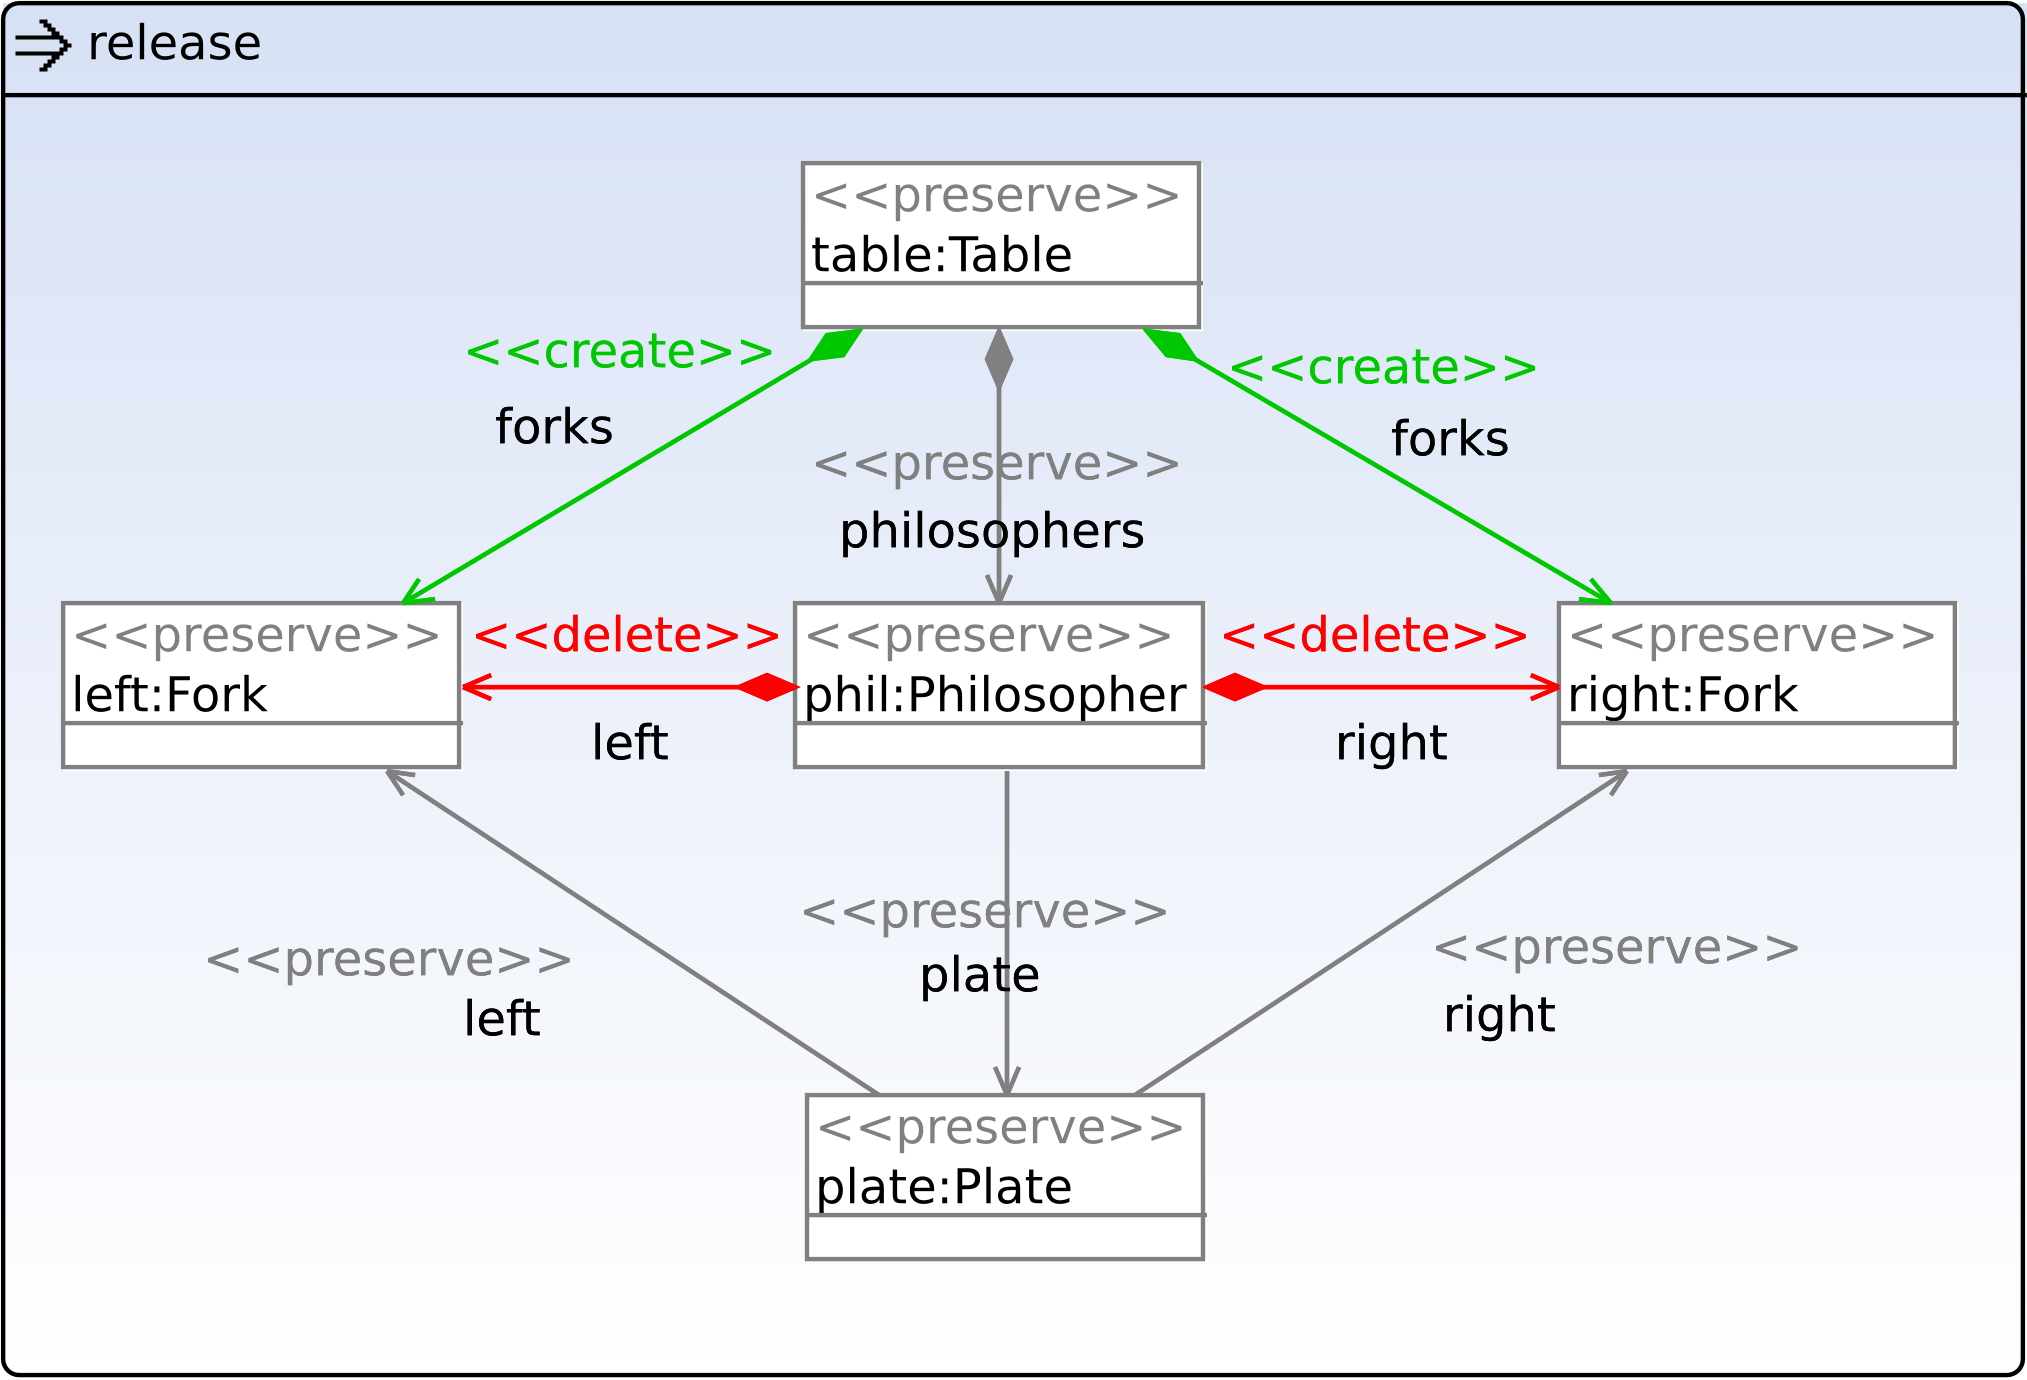 release
<<preserve>>
table:Table
<<create>>
forks
<<create>>
forks
<<preserve>>
philosophers
<<preserve>>
left:Fork
<<delete>>
left
<<preserve>>
phil:Philosopher
<<delete>>
right
<<preserve>>
right:Fork
<<preserve>>
left
<<preserve>>
plate
<<preserve>>
right
<<preserve>>
plate:Plate